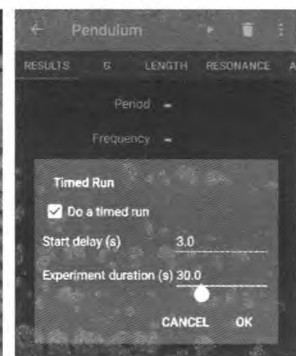 Pendulum
RESULTS G LENGTH RESONANCE A
Period -
Frequency -
Timed Run
Do a timed run
Start delay (s) 3.0
Experiment duration (s) 30.0
CANCEL OK